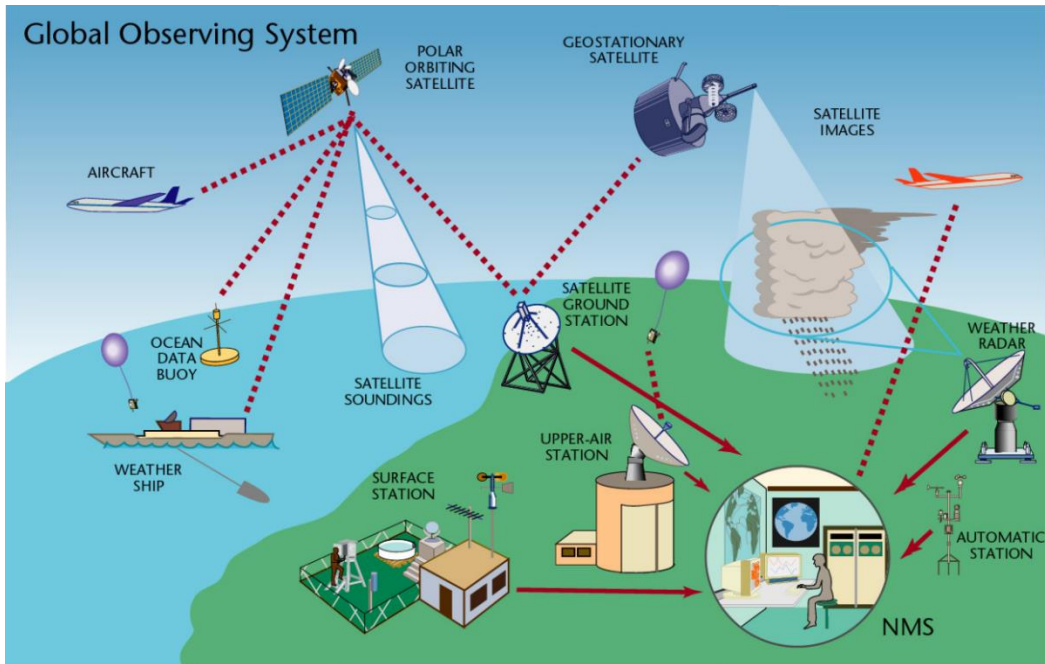 Global Observing System
POLAR
ORBITING
SATELLITE
GEOSTATIONARY
SATELLITE
SATELLITE
IMAGES
AIRCRAFT
OCEAN
DATA
BUOY
SATELLITE
SOUNDINGS
SATELLITE
GROUND
STATION
WEATHER
RADAR
WEATHER
SHIP
SURFACE
STATION
UPPER-AIR
STATION
AUTOMATIC
STATION
NMS